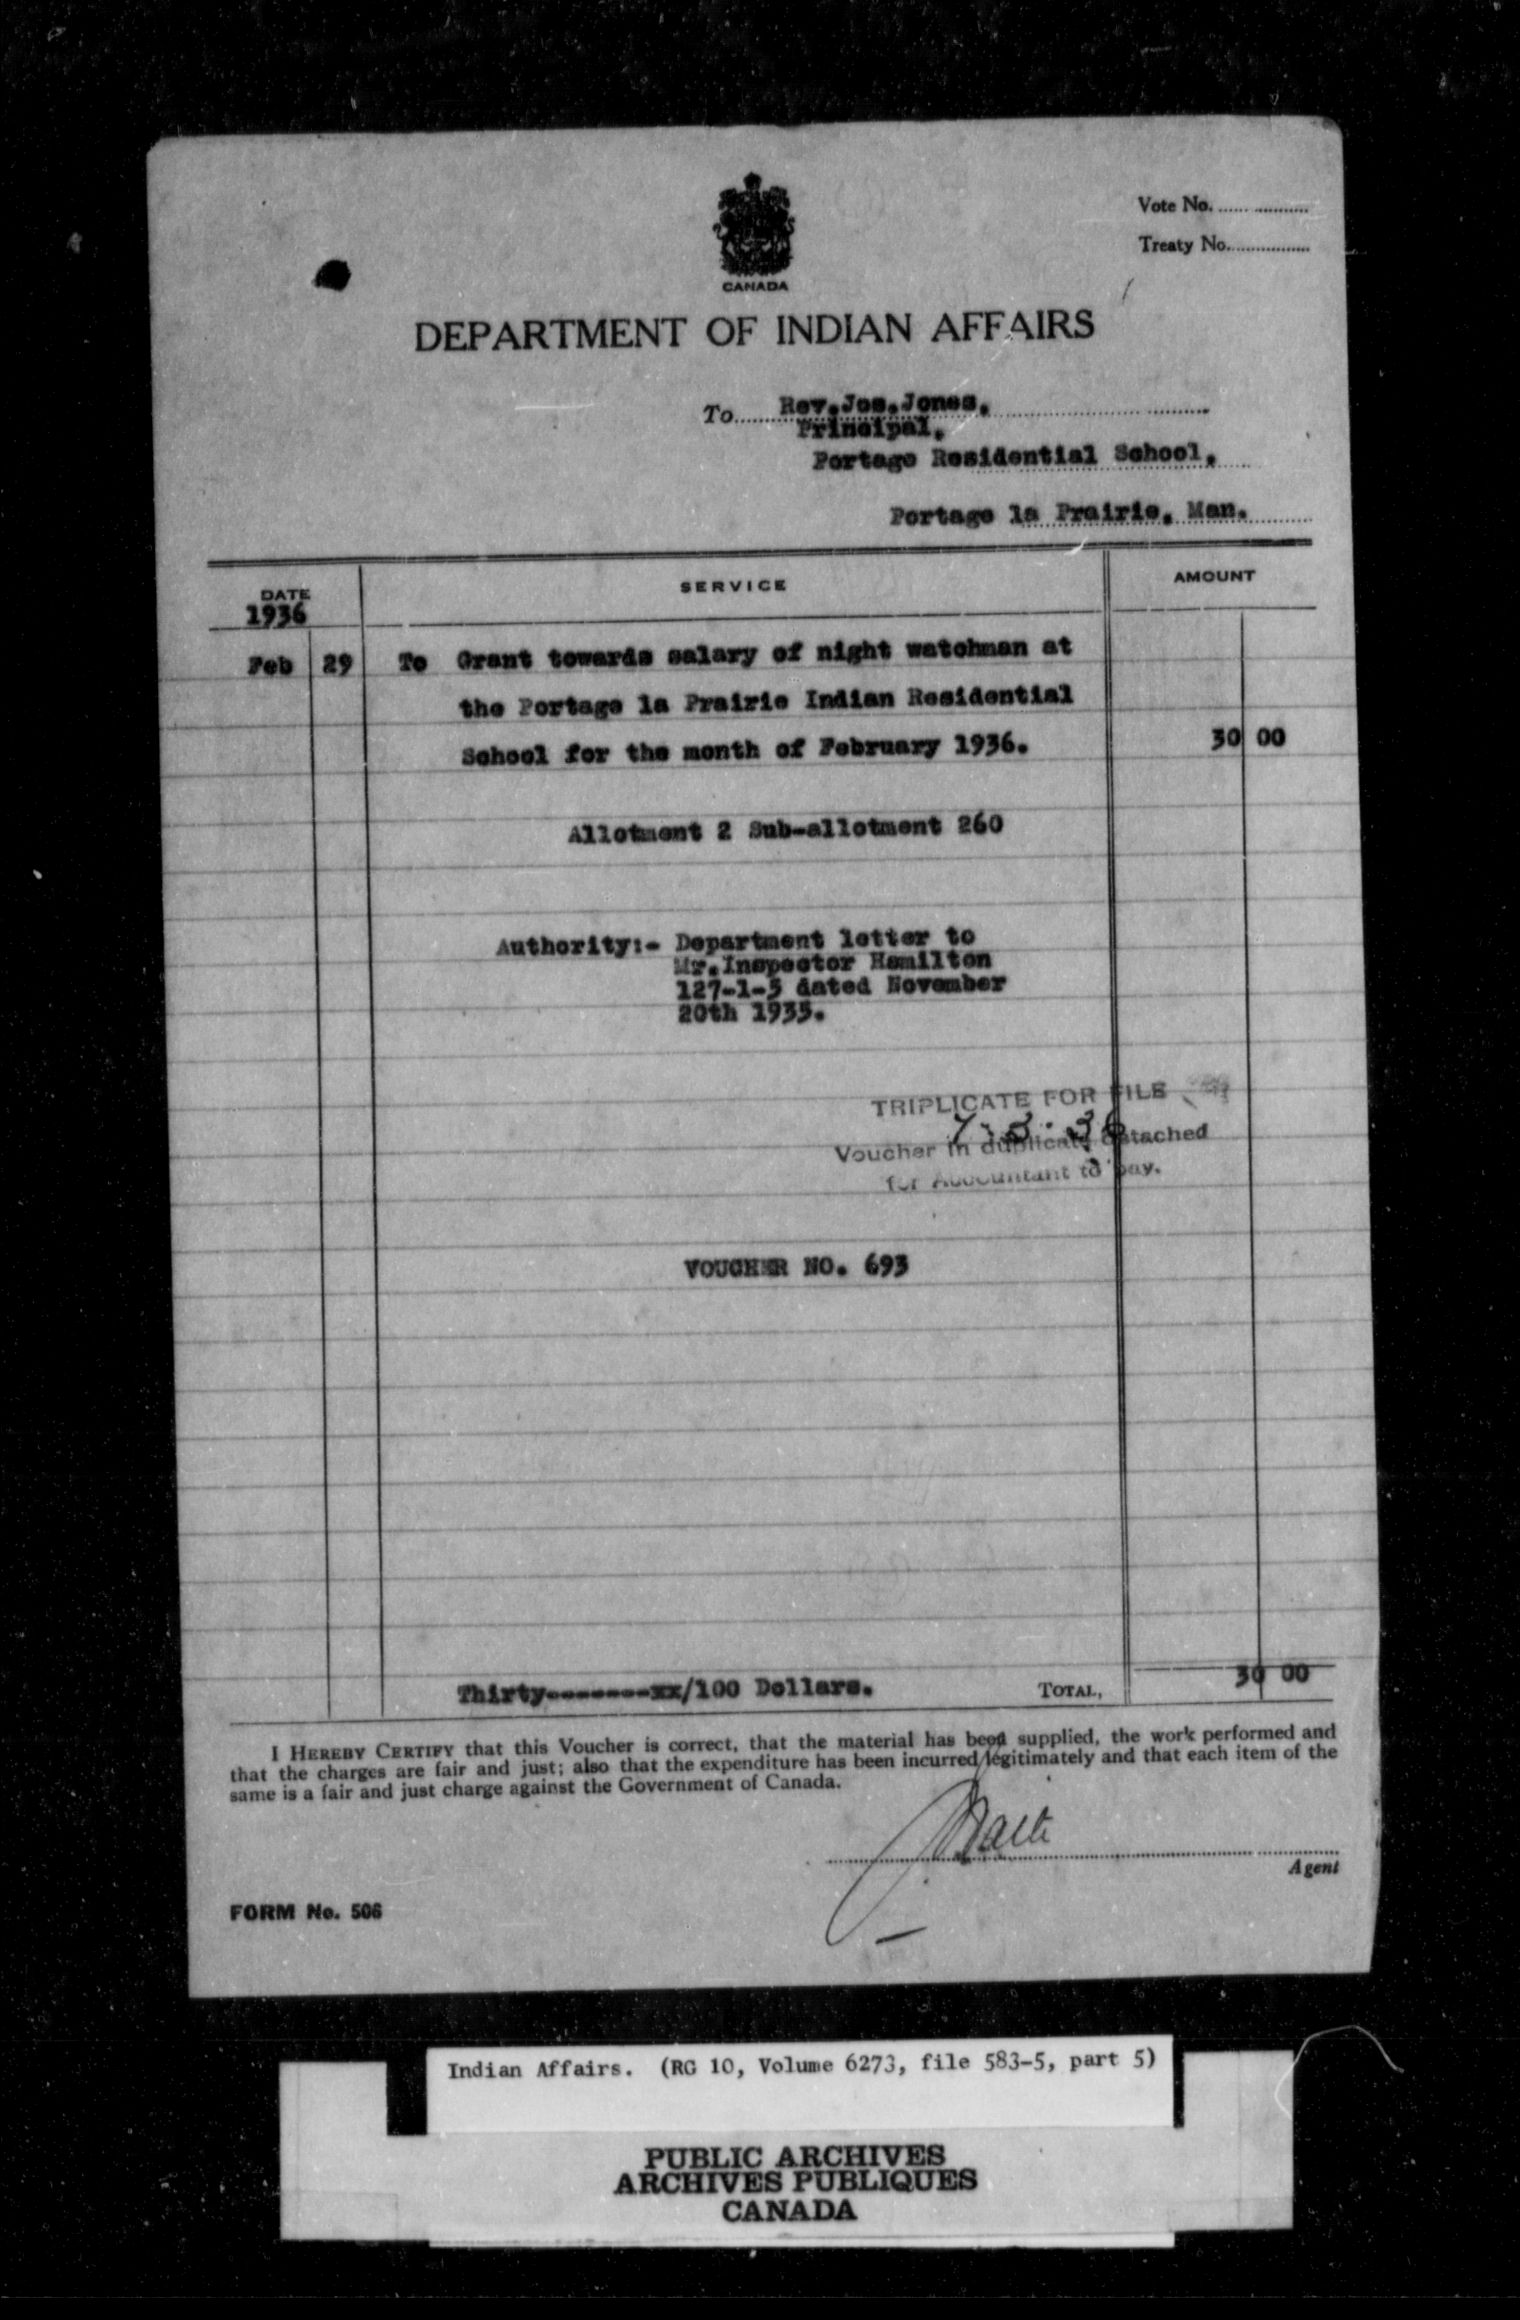 CANADA
Vote No.
Treaty No.
DEPARTMENT OF INDIAN AFFAIRS
To Rev.Jos.Jones,
Principal,
Portage Residential School,
Portage la Prairie, Man.
DATE SERVICE AMOUNT
1936
Feb 29 To Grant towards salary of night watchman at
the Portage la Prairie Indian Residential
School for the month of February 1936. 30 00
Allotment 2 Sub-allotment 260
Authority:- Department letter to
Mr.Inspector Hamilton
127-1-5 dated November
20th 1935.
TRIPLICATE FOR FILE
7-3-36
Voucher in duplicate attached
for Accountant to pay.
VOUCHER NO. 693
Thirty--------xx/100 Dollars. TOTAL, 30 00
I HEREBY CERTIFY that this Voucher is correct, that the material has been supplied, the work performed and
that the charges are fair and just; also that the expenditure has been incurred legitimately and that each item of the
same is a fair and just charge against the Government of Canada.
Agent
FORM No. 506
Indian Affairs. (RG 10, Volume 6273, file 583-5, part 5)
PUBLIC ARCHIVES
ARCHIVES PUBLIQUES
CANADA